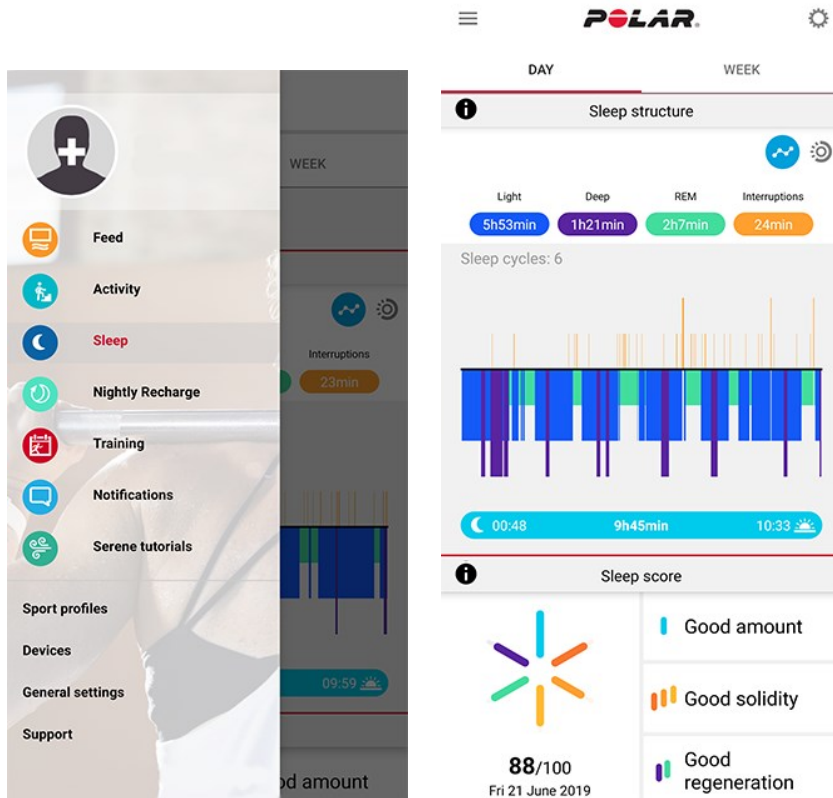 WEEK
Feed
Activity
Sleep
Interruptions
23min
Nightly Recharge
Training
Notifications
Serene tutorials
Sport profiles
Devices
General settings
09:59
Support
od amount
POLAR
DAY WEEK
Sleep structure
Light Deep REM Interruptions
5h53min 1h21min 2h7min 24min
Sleep cycles: 6
00:48 9h45min 10:33
Sleep score
Good amount
Good solidity
Good
regeneration
88/100
Fri 21 June 2019